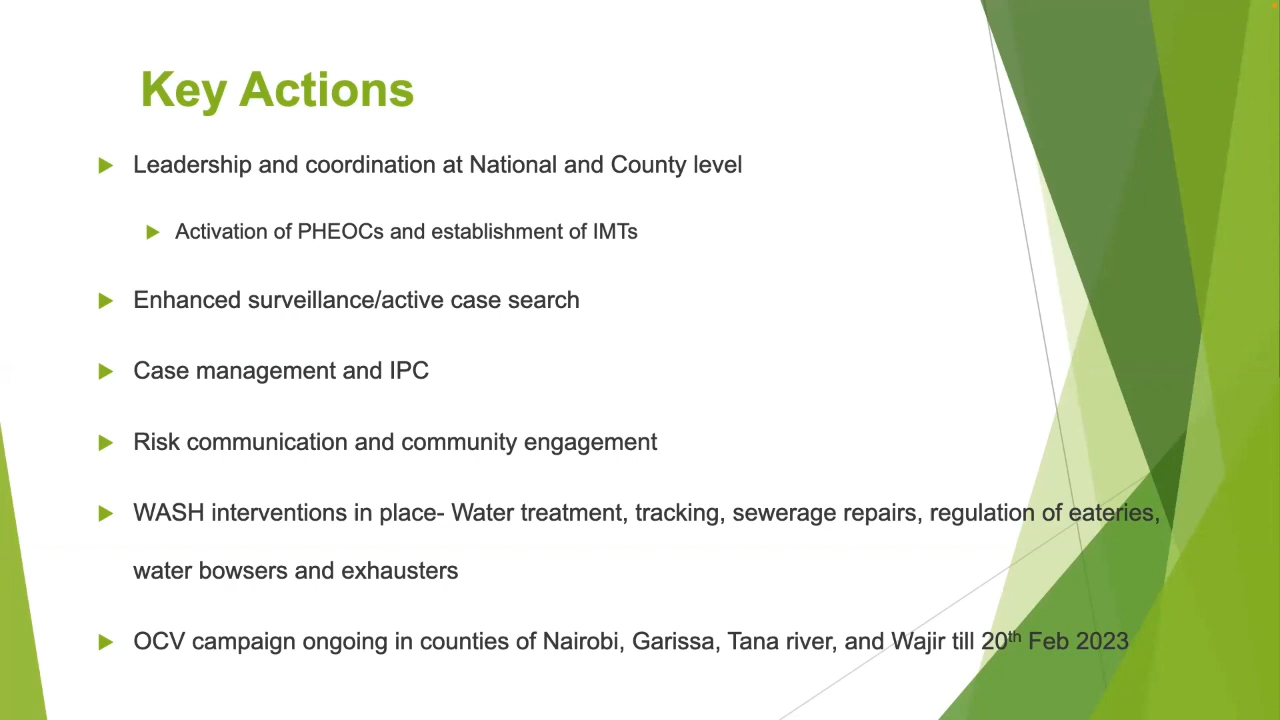 Key Actions
Leadership and coordination at National and County level
Activation of PHEOCs and establishment of IMTs
Enhanced surveillance/active case search
Case management and IPC
Risk communication and community engagement
WASH interventions in place- Water treatment, tracking, sewerage repairs, regulation of eateries,
water bowsers and exhausters
OCV campaign ongoing in counties of Nairobi, Garissa, Tana river, and Wajir till 20th Feb 2023